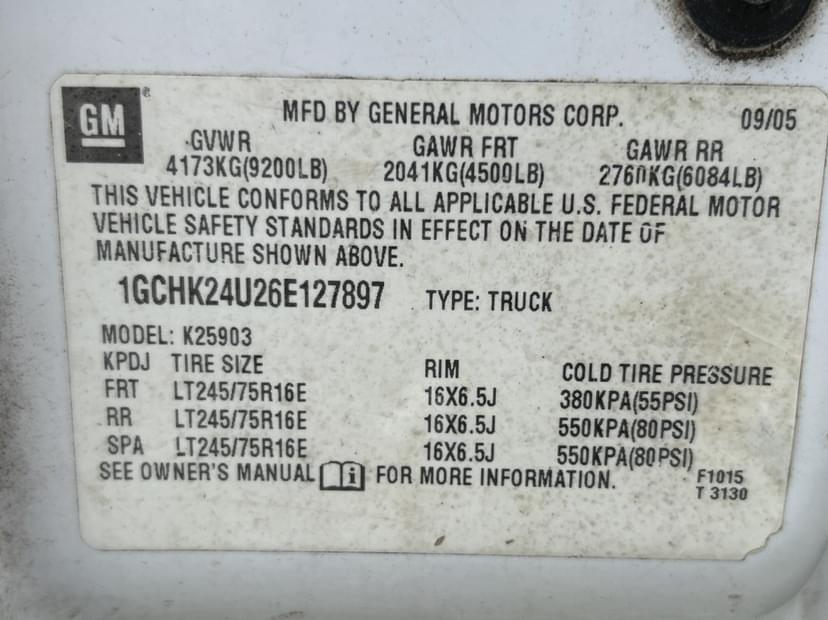 GM®
MFD BY GENERAL MOTORS CORP. 09/05
GVWR GAWR FRT GAWR RR
4173KG(9200LB) 2041KG(4500LB) 2760KG(6084LB)
THIS VEHICLE CONFORMS TO ALL APPLICABLE U.S. FEDERAL MOTOR
VEHICLE SAFETY STANDARDS IN EFFECT ON THE DATE OF
MANUFACTURE SHOWN ABOVE.
1GCHK24U26E127897 TYPE: TRUCK
MODEL: K25903
KPDJ TIRE SIZE RIM COLD TIRE PRESSURE
FRT LT245/75R16E 16X6.5J 380KPA(55PSI)
RR LT245/75R16E 16X6.5J 550KPA(80PSI)
SPA LT245/75R16E 16X6.5J 550KPA(80PSI)
SEE OWNER'S MANUAL i FOR MORE INFORMATION. F1015
T 3130